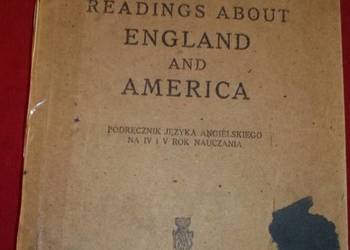 READINGS ABOUT
ENGLAND
AND
AMERICA
PODRĘCZNIK JĘZYKA ANGIELSKIEGO
NA IV i V ROK NAUCZANIA